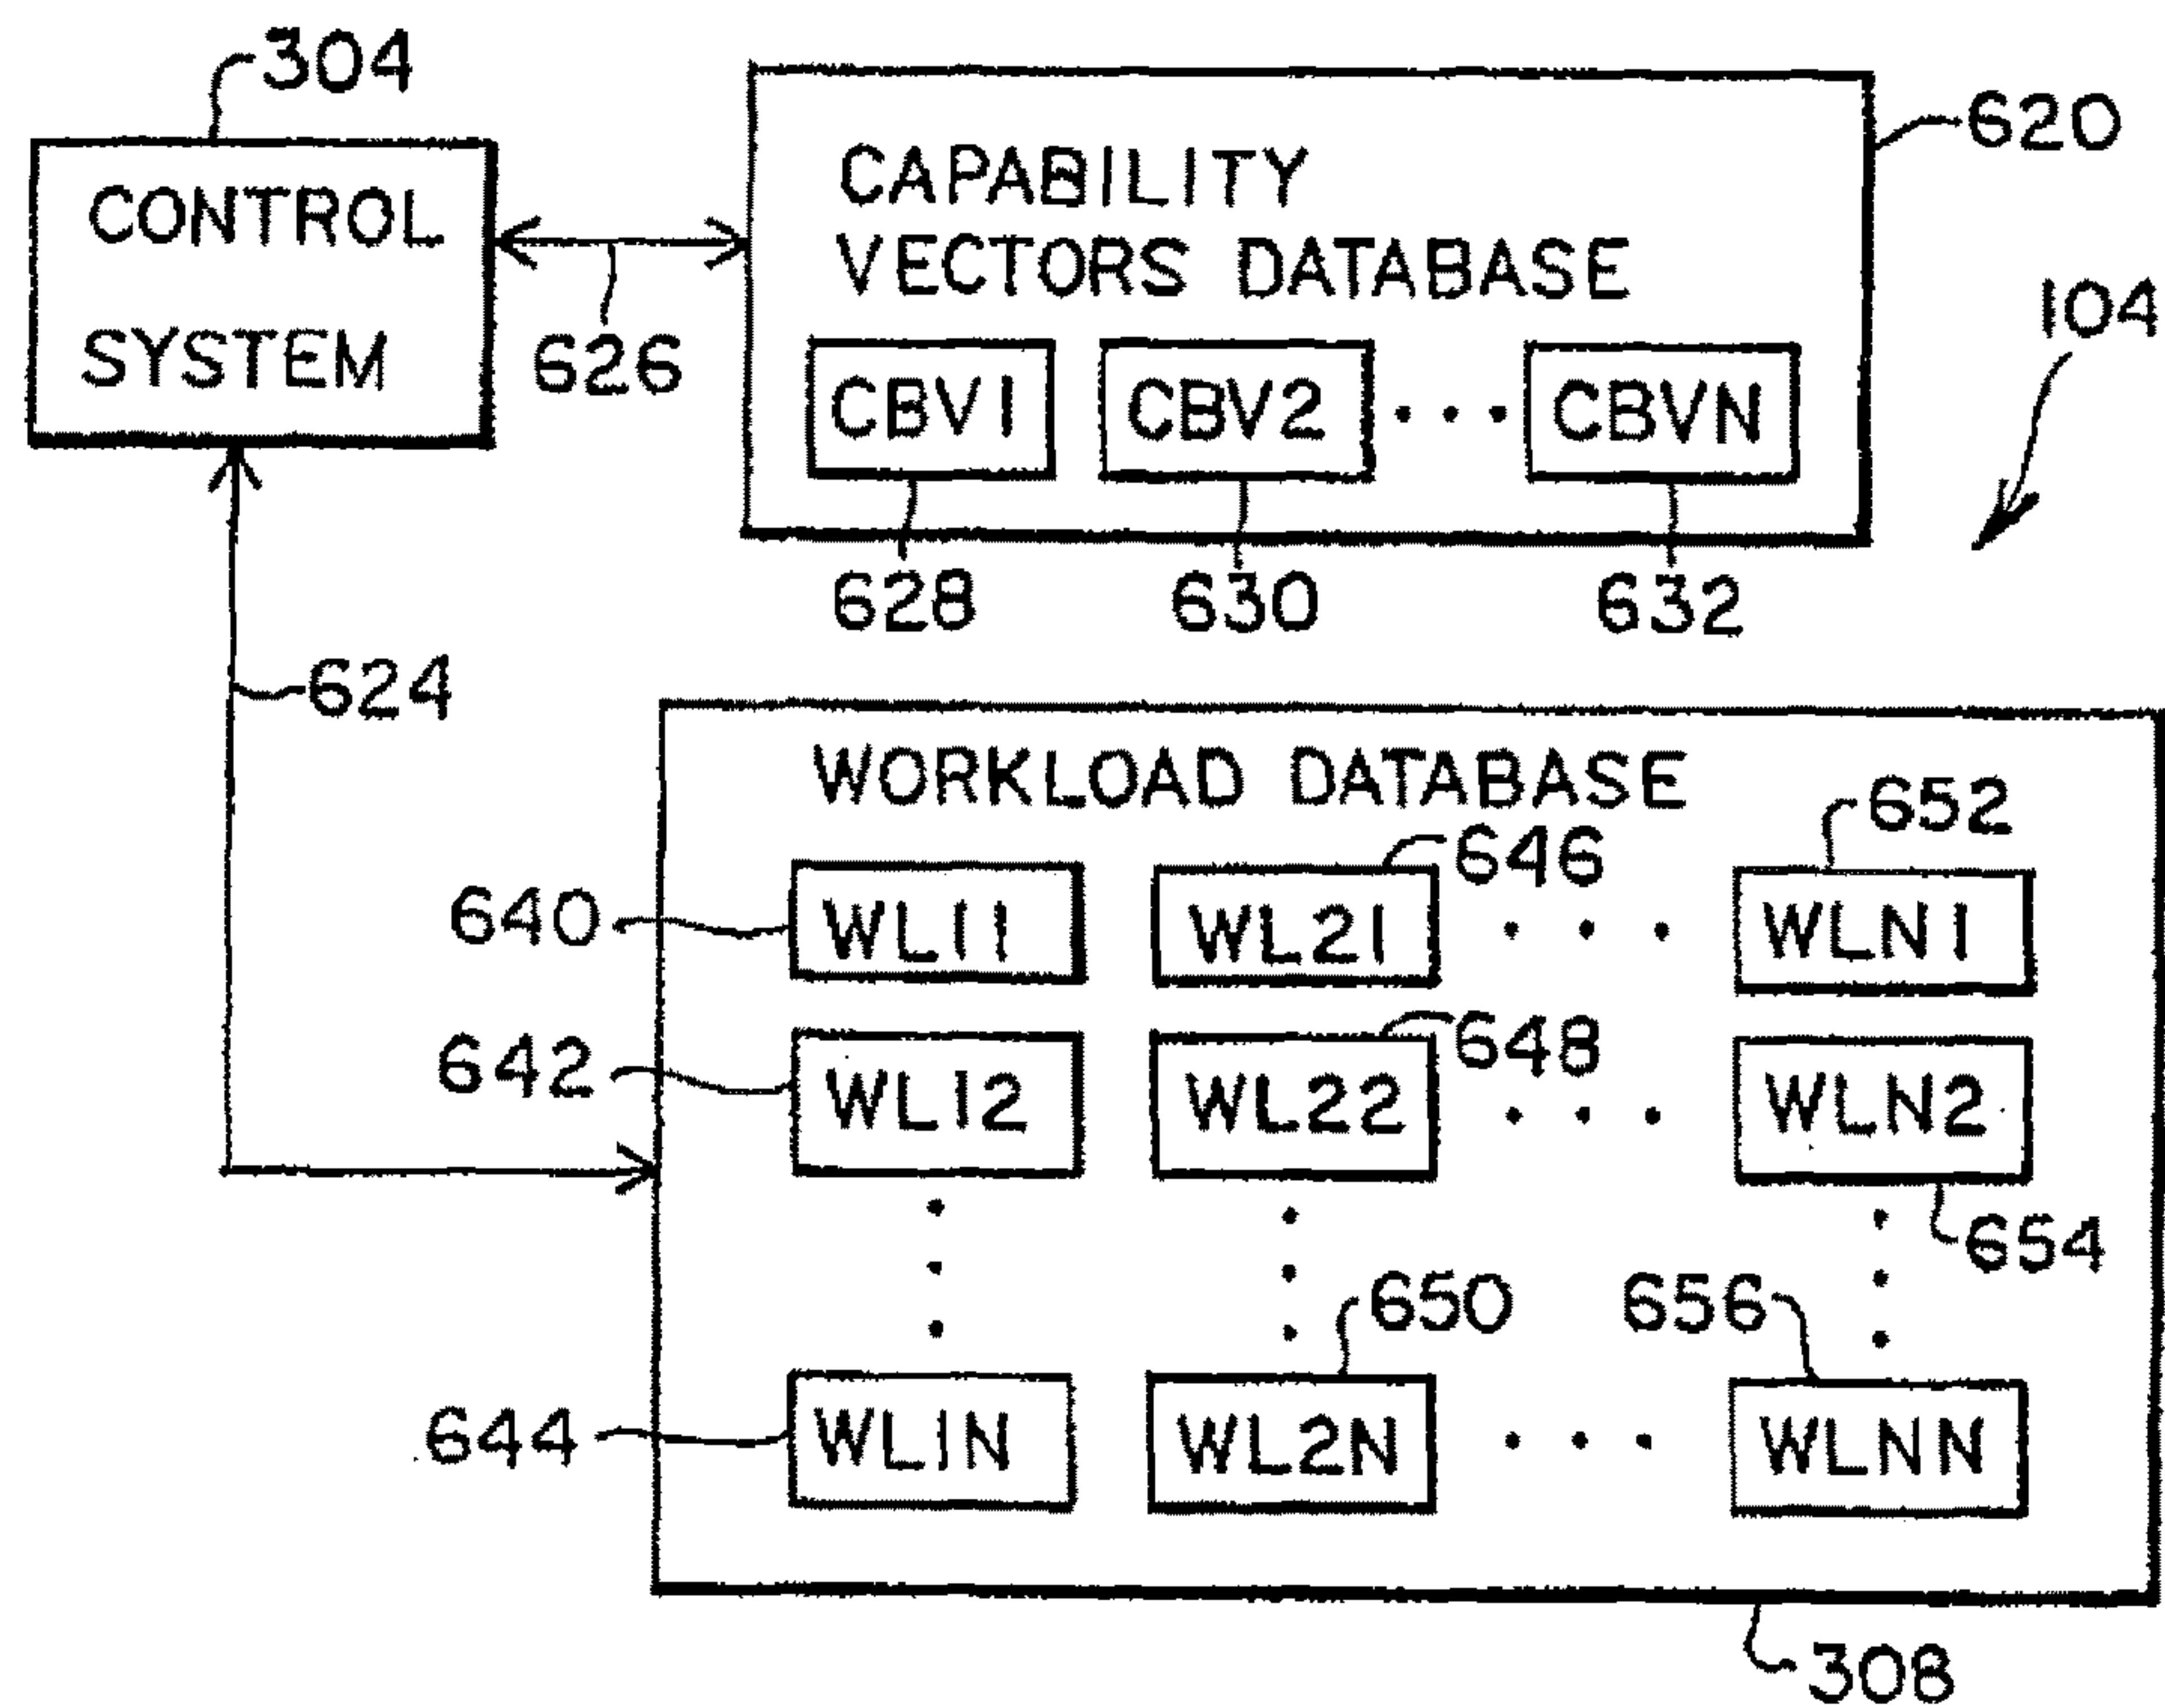 304
CONTROL
SYSTEM
626
CAPABILITY
VECTORS DATABASE
620
CBV1 CBV2 ... CBVN
628 630 632
104
624
WORKLOAD DATABASE
640 WL11 WL21 646 ... WLN1 652
642 WL12 WL22 648 ... WLN2 654
644 WL1N WL2N 650 ... WLNN 656
308